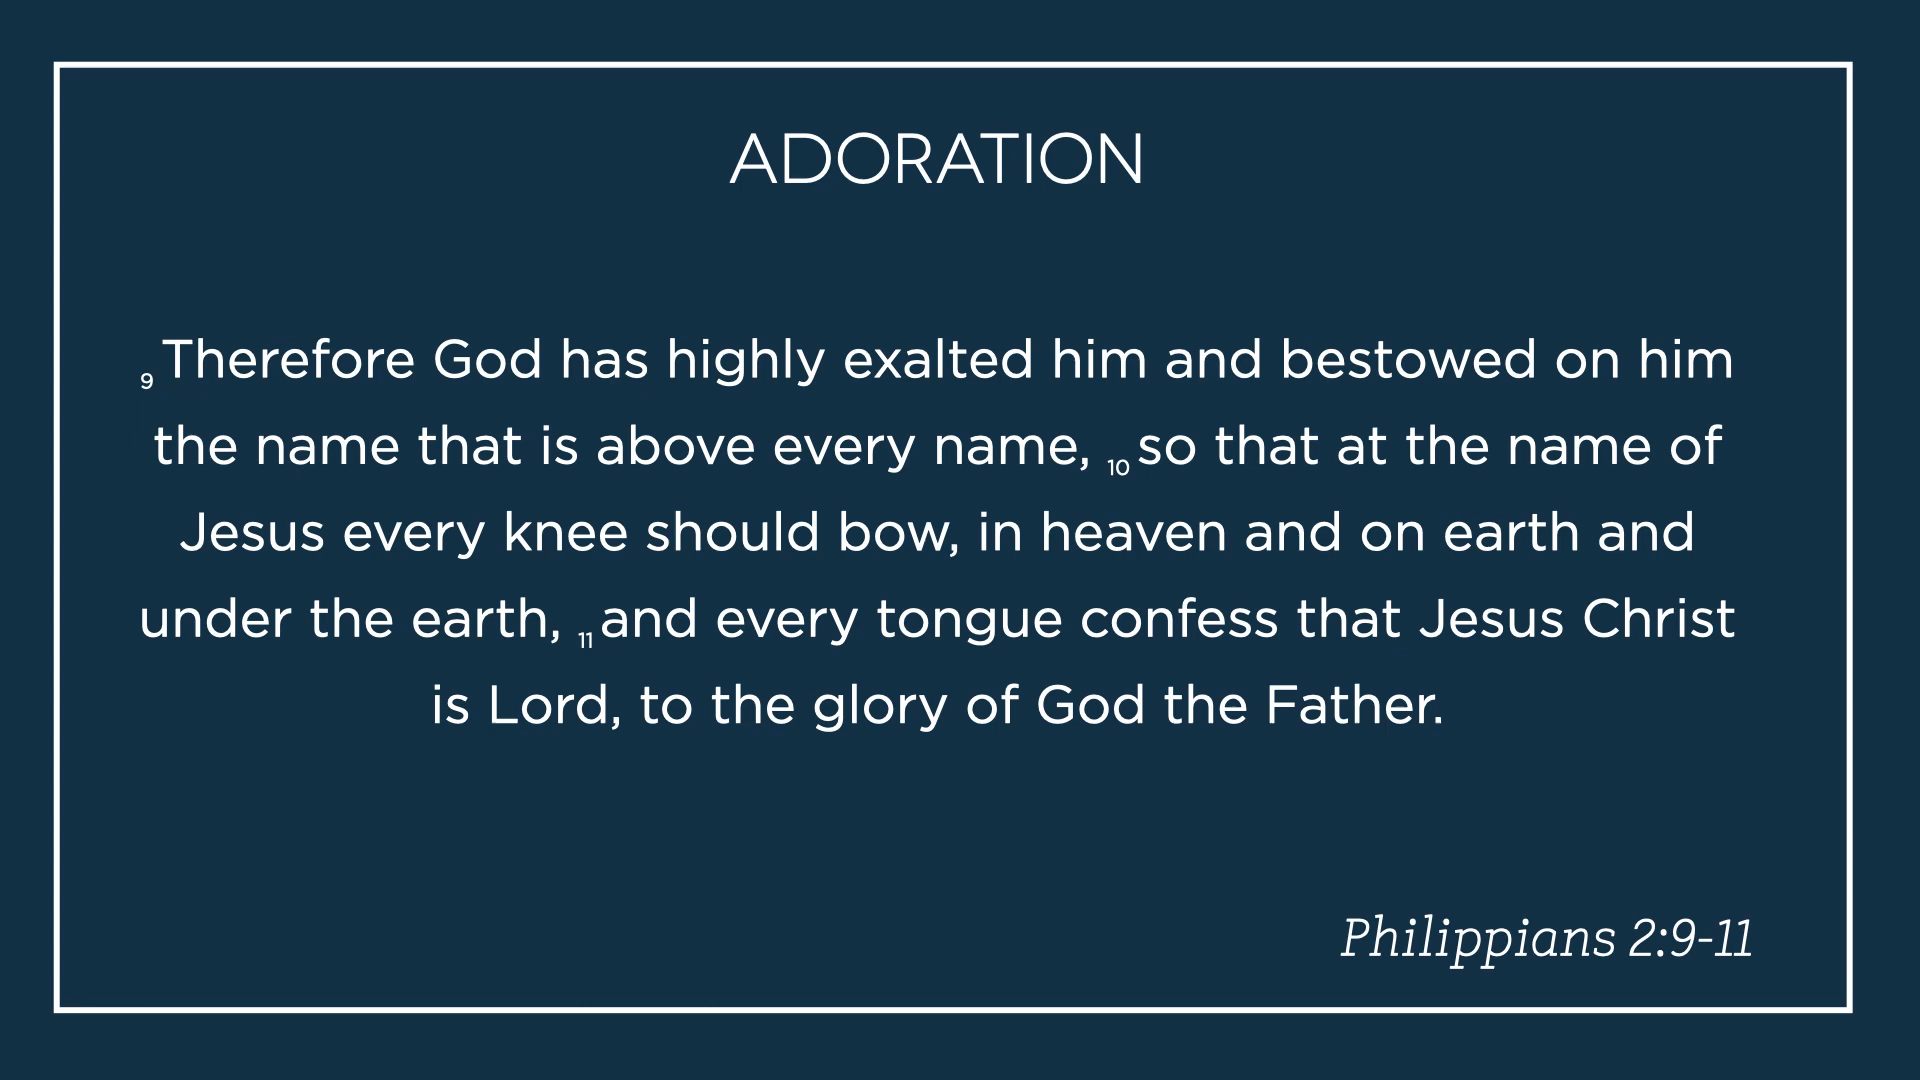 ADORATION
9 Therefore God has highly exalted him and bestowed on him
the name that is above every name, 10 so that at the name of
Jesus every knee should bow, in heaven and on earth and
under the earth, 11 and every tongue confess that Jesus Christ
is Lord, to the glory of God the Father.
Philippians 2:9-11